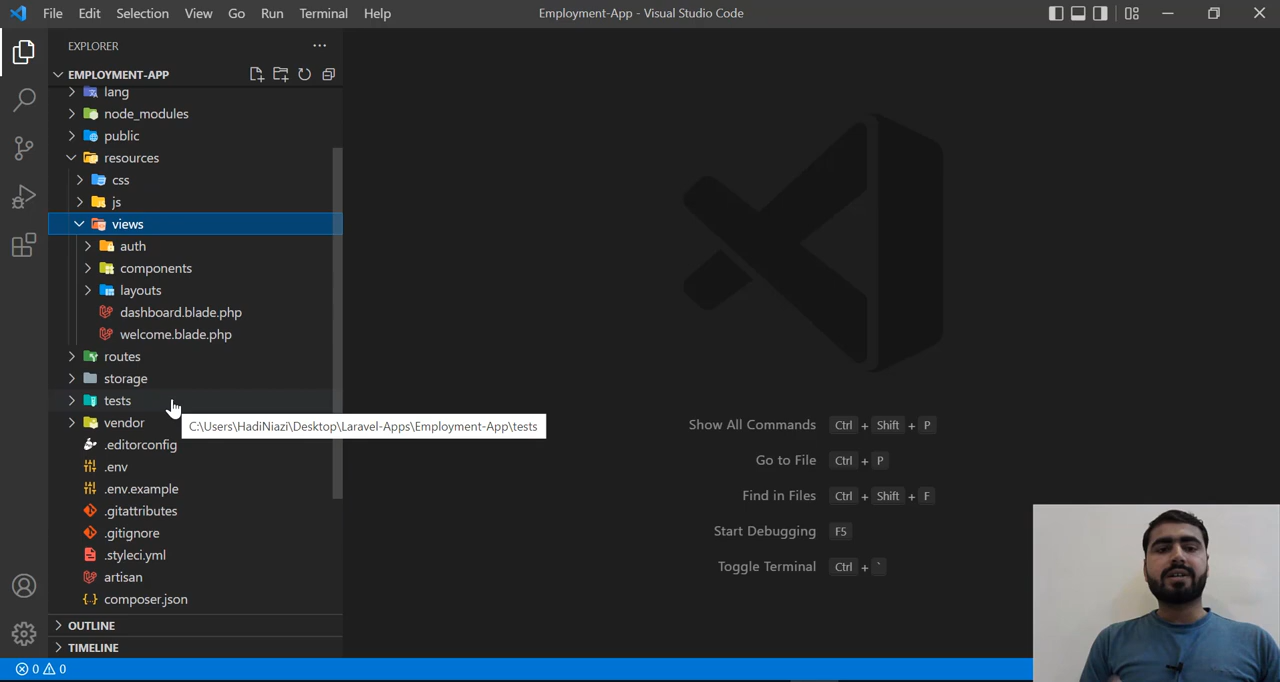 File Edit Selection View Go Run Terminal Help
Employment-App - Visual Studio Code
EXPLORER
EMPLOYMENT-APP
lang
node_modules
public
resources
css
js
views
auth
components
layouts
dashboard.blade.php
welcome.blade.php
routes
storage
tests
C:\Users\HadiNiazi\Desktop\Laravel-Apps\Employment-App\tests
vendor
.editorconfig
.env
.env.example
.gitattributes
.gitignore
.styleci.yml
artisan
composer.json
OUTLINE
TIMELINE
0 0
Show All Commands Ctrl + Shift + P
Go to File Ctrl + P
Find in Files Ctrl + Shift + F
Start Debugging F5
Toggle Terminal Ctrl + `